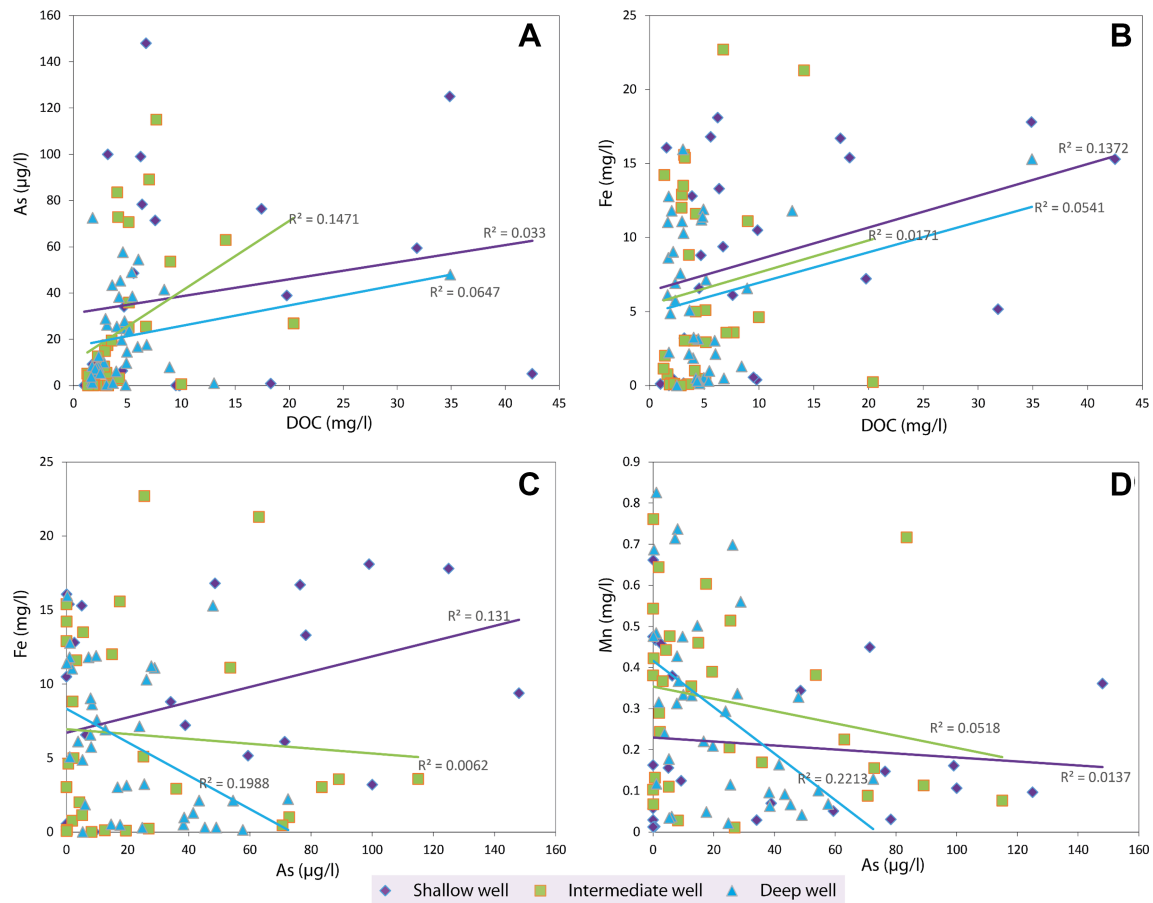 A
160
140
120
100
80
60
40
20
0
As (µg/l)
0 5 10 15 20 25 30 35 40 45
DOC (mg/l)
R² = 0.1471
R² = 0.033
R² = 0.0647
B
25
20
15
10
5
0
Fe (mg/l)
0 5 10 15 20 25 30 35 40 45
DOC (mg/l)
R² = 0.1372
R² = 0.0541
R² = 0.0171
C
25
20
15
10
5
0
Fe (mg/l)
0 20 40 60 80 100 120 140 160
As (µg/l)
R² = 0.131
R² = 0.0062
R² = 0.1988
D
0.9
0.8
0.7
0.6
0.5
0.4
0.3
0.2
0.1
0
Mn (mg/l)
0 20 40 60 80 100 120 140 160
As (µg/l)
R² = 0.0518
R² = 0.2213
R² = 0.0137
Shallow well Intermediate well Deep well